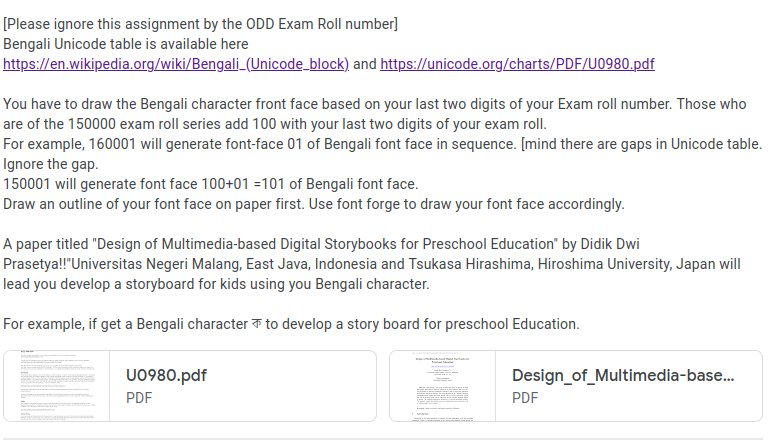 [Please ignore this assignment by the ODD Exam Roll number]
Bengali Unicode table is available here
https://en.wikipedia.org/wiki/Bengali_(Unicode_block) and https://unicode.org/charts/PDF/U0980.pdf
You have to draw the Bengali character front face based on your last two digits of your Exam roll number. Those who
are of the 150000 exam roll series add 100 with your last two digits of your exam roll.
For example, 160001 will generate font-face 01 of Bengali font face in sequence. [mind there are gaps in Unicode table.
Ignore the gap.
150001 will generate font face 100+01 =101 of Bengali font face.
Draw an outline of your font face on paper first. Use font forge to draw your font face accordingly.
A paper titled "Design of Multimedia-based Digital Storybooks for Preschool Education" by Didik Dwi
Prasetya!!"Universitas Negeri Malang, East Java, Indonesia and Tsukasa Hirashima, Hiroshima University, Japan will
lead you develop a storyboard for kids using you Bengali character.
For example, if get a Bengali character ক to develop a story board for preschool Education.
U0980.pdf
PDF
Design_of_Multimedia-base...
PDF